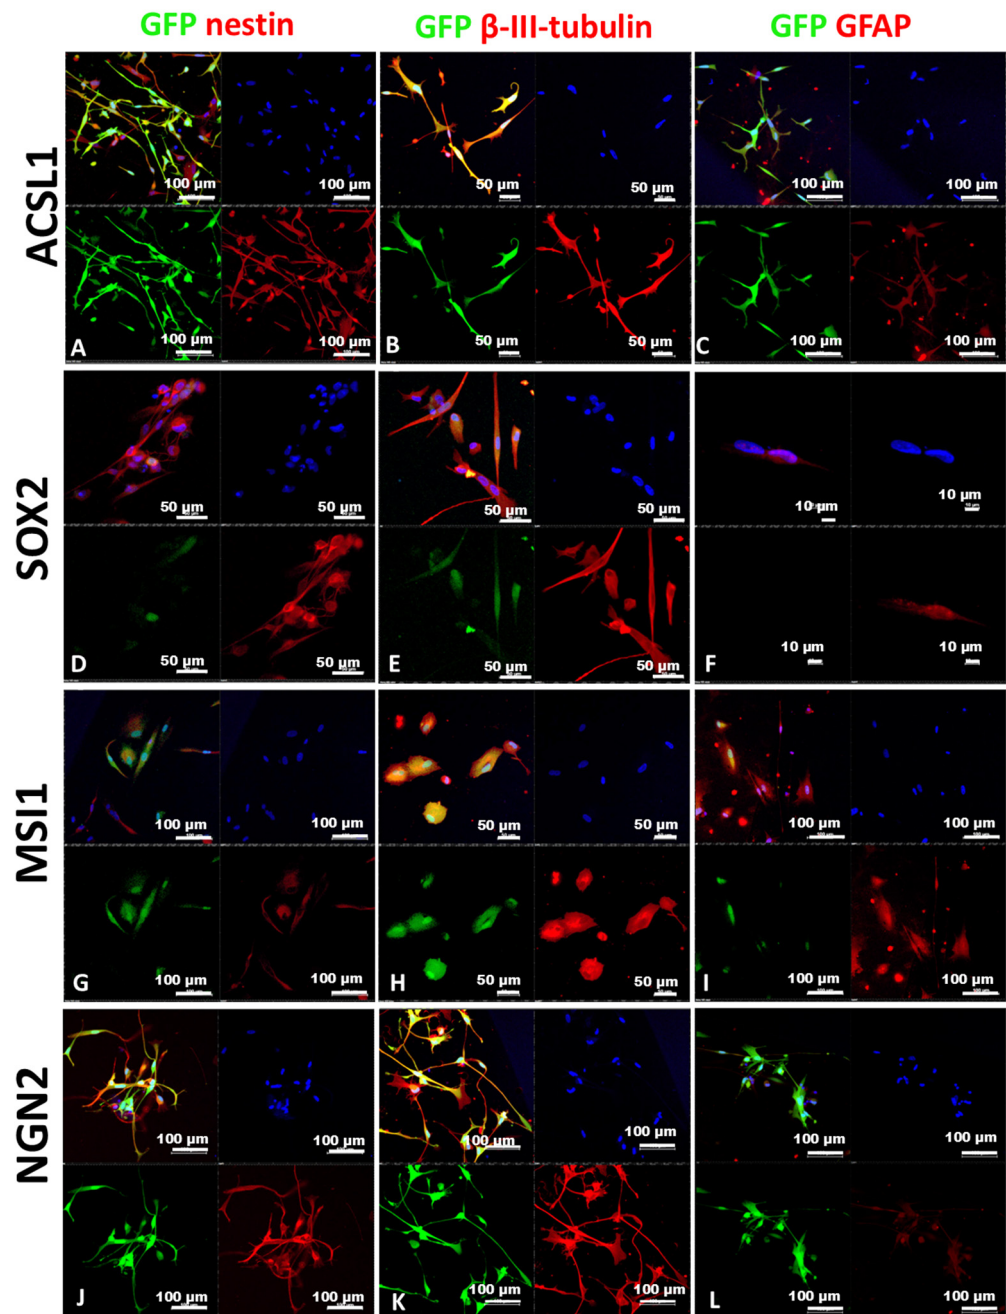 GFP nestin GFP β-III-tubulin GFP GFAP
ACSL1
100 μm 100 μm 50 μm 50 μm 100 μm 100 μm
A 100 μm 100 μm B 50 μm 50 μm C 100 μm 100 μm
SOX2
50 μm 50 μm 50 μm 50 μm 10 μm 10 μm
D 50 μm 50 μm E 50 μm 50 μm F 10 μm 10 μm
MSI1
100 μm 100 μm 50 μm 50 μm 100 μm 100 μm
G 100 μm 100 μm H 50 μm 50 μm I 100 μm 100 μm
NGN2
100 μm 100 μm 100 μm 100 μm 100 μm 100 μm
J 100 μm 100 μm K 100 μm 100 μm L 100 μm 100 μm